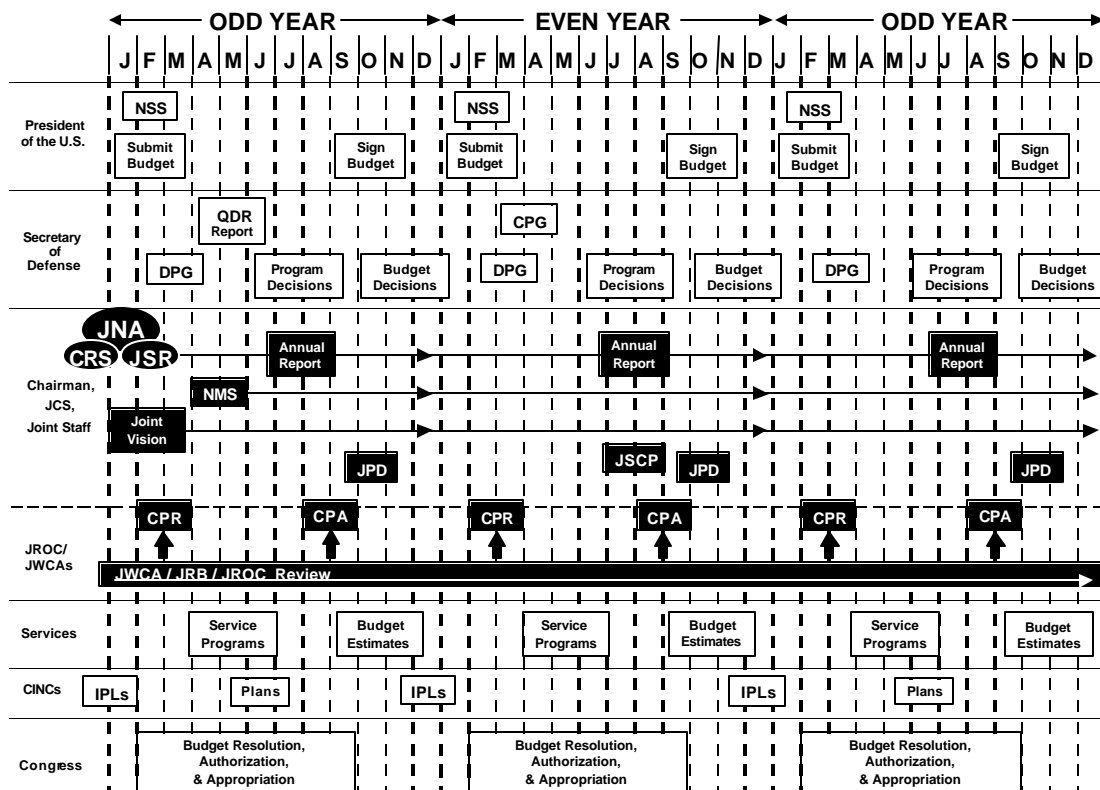 ODD YEAR EVEN YEAR ODD YEAR
J F M A M J J A S O N D J F M A M J J A S O N D J F M A M J J A S O N D
President
of the U.S.
NSS NSS NSS
Submit
Budget
Sign
Budget
Submit
Budget
Sign
Budget
Submit
Budget
Sign
Budget
Secretary
of
Defense
QDR
Report
CPG
DPG
Program
Decisions
Budget
Decisions
DPG
Program
Decisions
Budget
Decisions
DPG
Program
Decisions
Budget
Decisions
Chairman,
JCS,
Joint Staff
JNA
CRS JSR
Annual
Report
Annual
Report
Annual
Report
NMS
Joint
Vision
JPD
JSCP
JPD
JPD
CPR CPA CPR CPA CPR CPA
JROC/
JWCAs
JWCA / JRB / JROC Review
Services
Service
Programs
Budget
Estimates
Service
Programs
Budget
Estimates
Service
Programs
Budget
Estimates
CINCs
IPLs Plans IPLs IPLs Plans
Congress
Budget Resolution,
Authorization,
& Appropriation
Budget Resolution,
Authorization,
& Appropriation
Budget Resolution,
Authorization,
& Appropriation